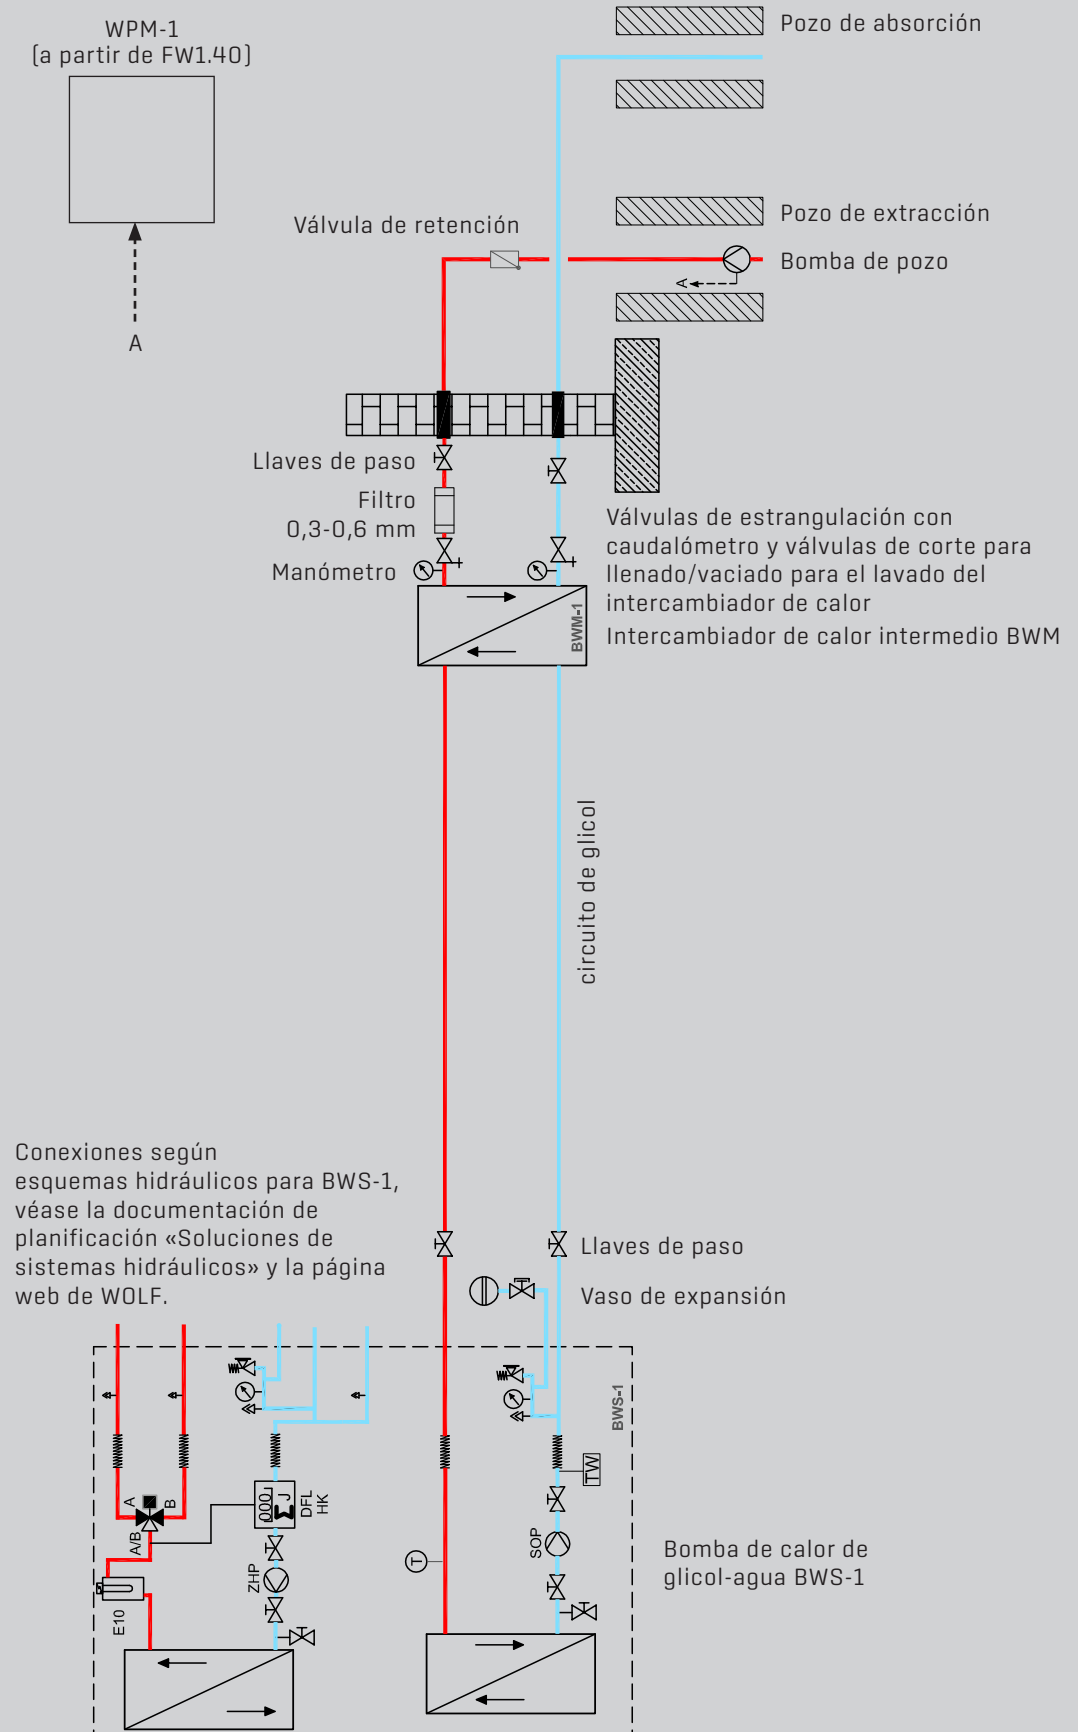 WPM-1
(a partir de FW1.40)
A
Pozo de absorción
Pozo de extracción
Válvula de retención
Bomba de pozo
A
Llaves de paso
Filtro
0,3-0,6 mm
Manómetro
Válvulas de estrangulación con
caudalómetro y válvulas de corte para
llenado/vaciado para el lavado del
intercambiador de calor
BWM-1
Intercambiador de calor intermedio BWM
circuito de glicol
Conexiones según
esquemas hidráulicos para BWS-1,
véase la documentación de
planificación «Soluciones de
sistemas hidráulicos» y la página
web de WOLF.
Llaves de paso
Vaso de expansión
BWS-1
TW
A
B
A/B
000
Σ J
DFL
HK
ZHP
E10
T
SOP
Bomba de calor de
glicol-agua BWS-1